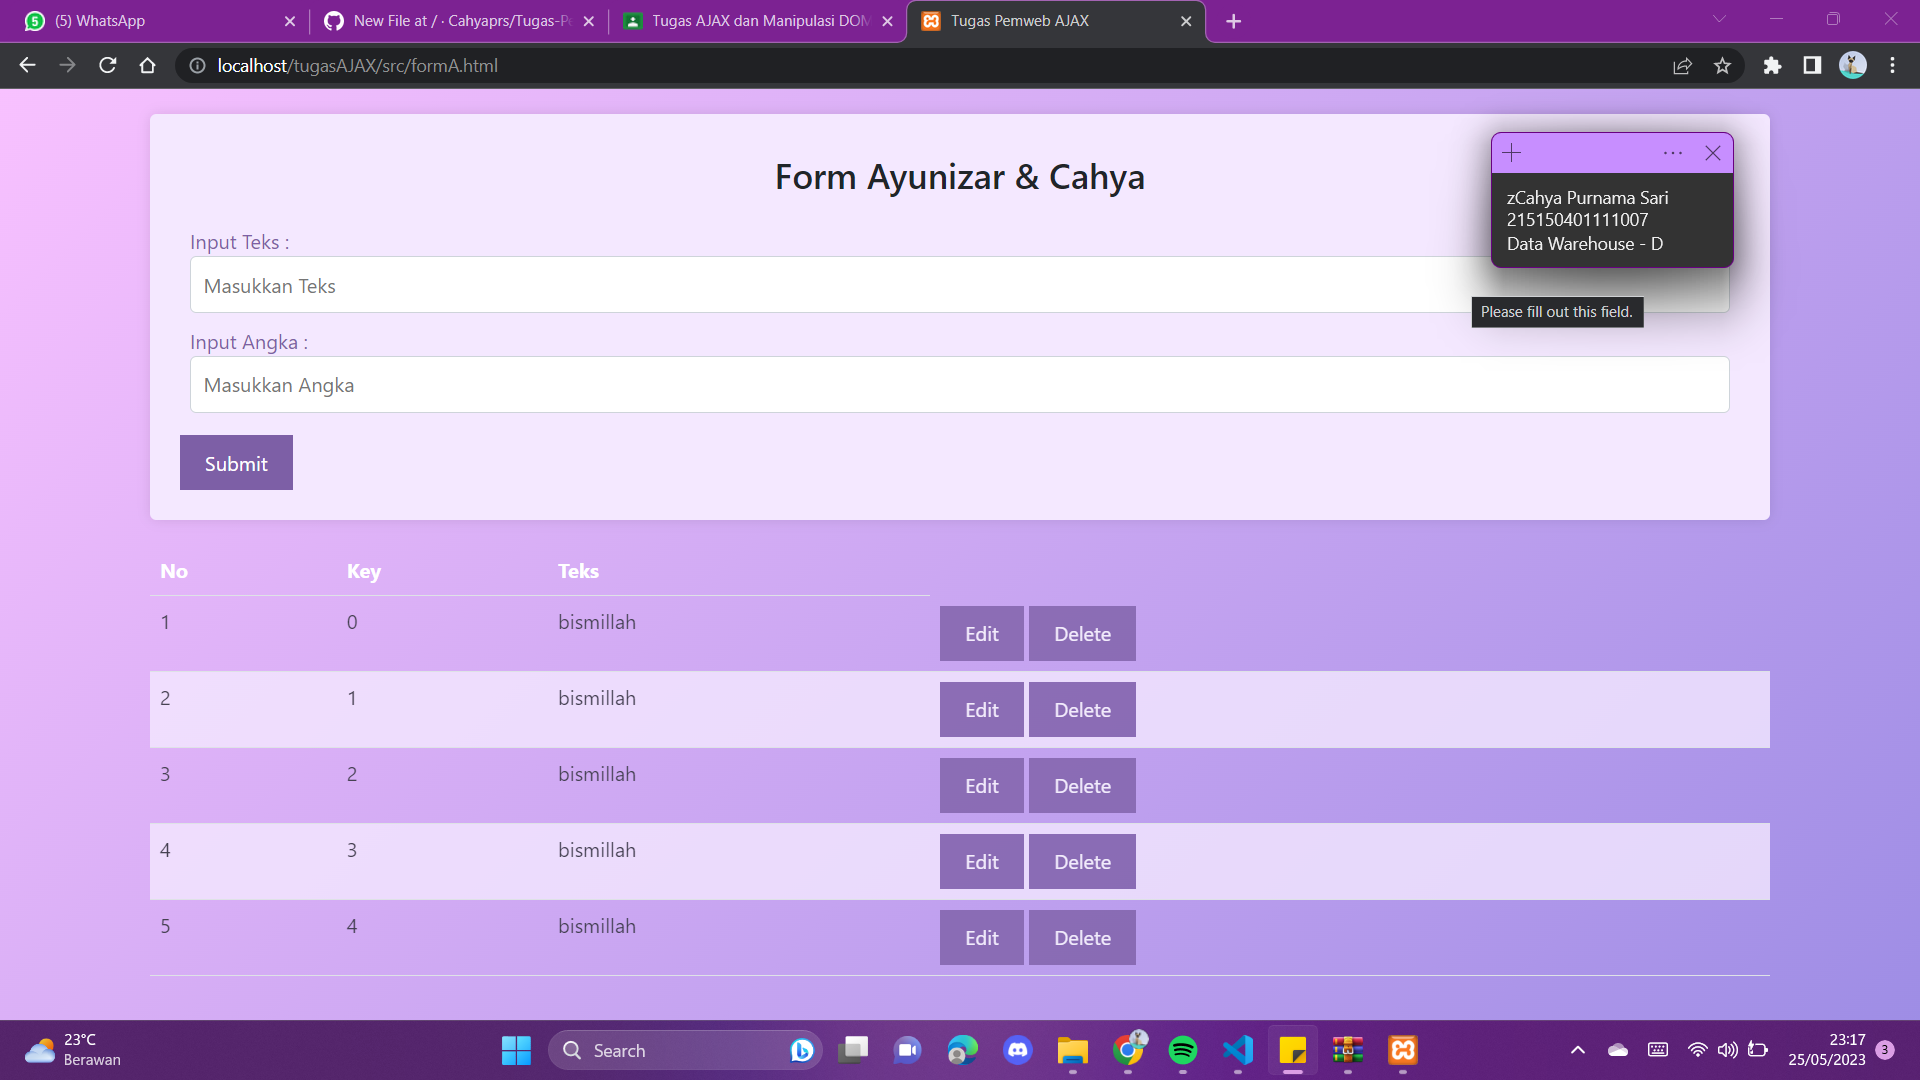 (5) WhatsApp
New File at / · Cahyaprs/Tugas-P
Tugas AJAX dan Manipulasi DOM
Tugas Pemweb AJAX
localhost/tugasAJAX/src/formA.html
Form Ayunizar & Cahya
zCahya Purnama Sari
215150401111007
Data Warehouse - D
Input Teks :
Masukkan Teks
Please fill out this field.
Input Angka :
Masukkan Angka
Submit
No Key Teks
1 0 bismillah Edit Delete
2 1 bismillah Edit Delete
3 2 bismillah Edit Delete
4 3 bismillah Edit Delete
5 4 bismillah Edit Delete
23°C
Berawan
Search
23:17
25/05/2023
3